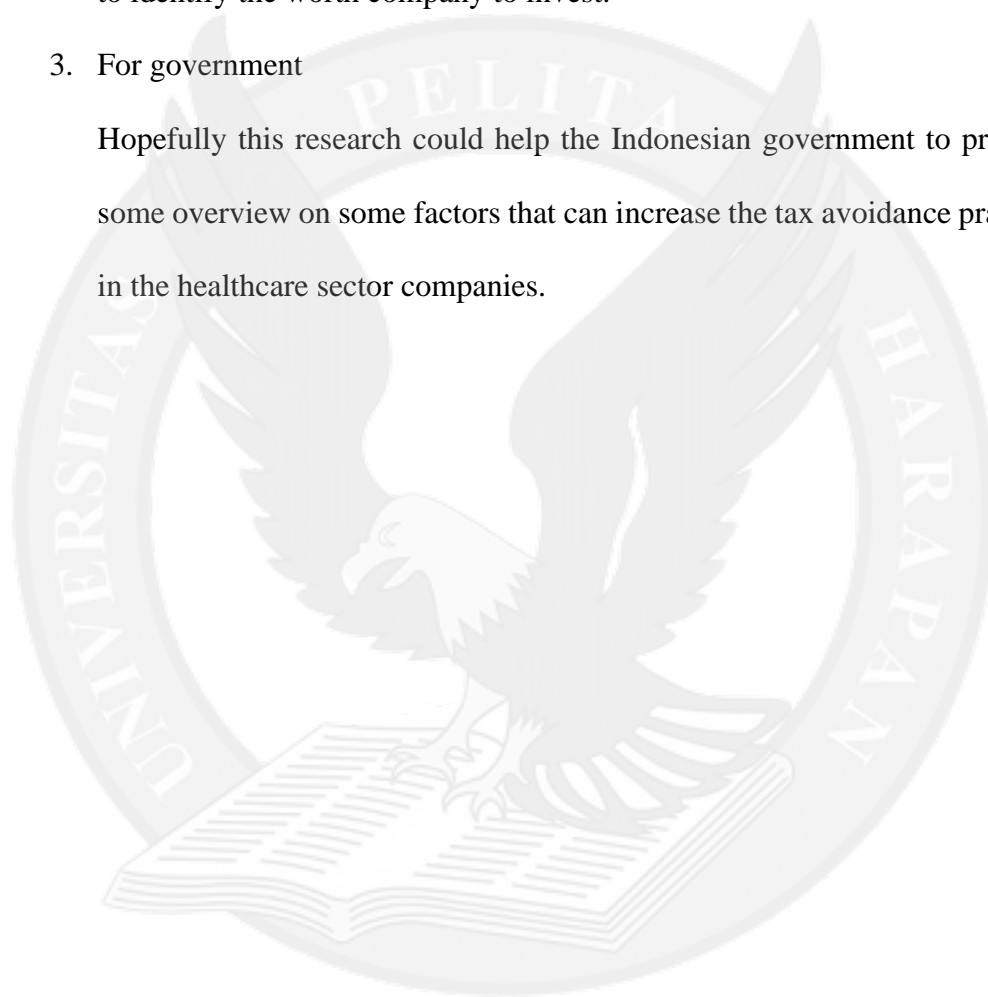 to identify the worth company to invest.
3. For government
Hopefully this research could help the Indonesian government to
some overview on some factors that can increase the tax avoidance
in the healthcare sector companies.
UNIVERSITAS PELITA HARAPAN